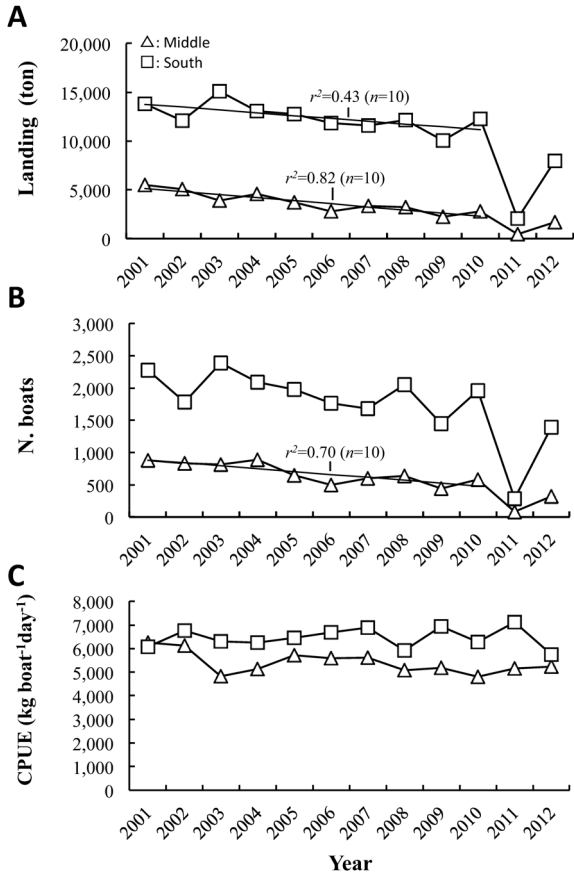 A
△: Middle
□: South
20,000
15,000
10,000
5,000
0
Landing (ton)
r²=0.43 (n=10)
r²=0.82 (n=10)
2001 2002 2003 2004 2005 2006 2007 2008 2009 2010 2011 2012
B
3,000
2,500
2,000
1,500
1,000
500
0
N. boats
r²=0.70 (n=10)
2001 2002 2003 2004 2005 2006 2007 2008 2009 2010 2011 2012
C
8,000
7,000
6,000
5,000
4,000
3,000
2,000
1,000
0
CPUE (kg boat⁻¹day⁻¹)
2001 2002 2003 2004 2005 2006 2007 2008 2009 2010 2011 2012
Year